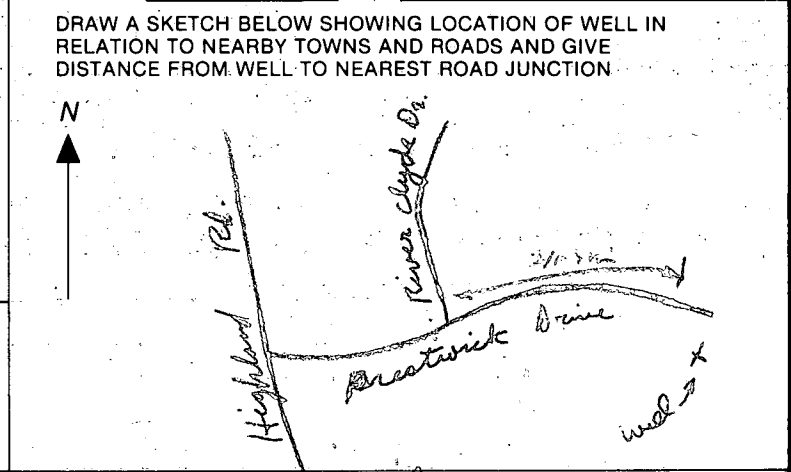 DRAW A SKETCH BELOW SHOWING LOCATION OF WELL IN
RELATION TO NEARBY TOWNS AND ROADS AND GIVE
DISTANCE FROM WELL TO NEAREST ROAD JUNCTION
N
Highland Rd.
River Clyde Dr.
Prestwick Drive
well